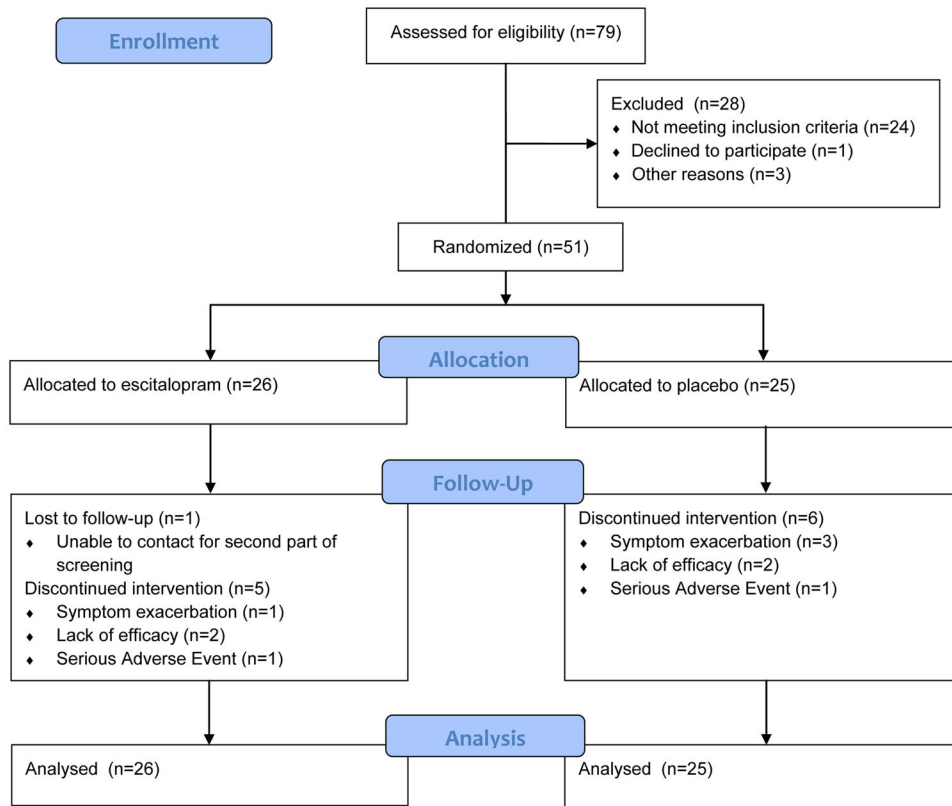 Enrollment
Assessed for eligibility (n=79)
Excluded (n=28)
♦ Not meeting inclusion criteria (n=24)
♦ Declined to participate (n=1)
♦ Other reasons (n=3)
Randomized (n=51)
Allocation
Allocated to escitalopram (n=26)
Allocated to placebo (n=25)
Follow-Up
Lost to follow-up (n=1)
♦ Unable to contact for second part of
screening
Discontinued intervention (n=5)
♦ Symptom exacerbation (n=1)
♦ Lack of efficacy (n=2)
♦ Serious Adverse Event (n=1)
Discontinued intervention (n=6)
♦ Symptom exacerbation (n=3)
♦ Lack of efficacy (n=2)
♦ Serious Adverse Event (n=1)
Analysis
Analysed (n=26)
Analysed (n=25)